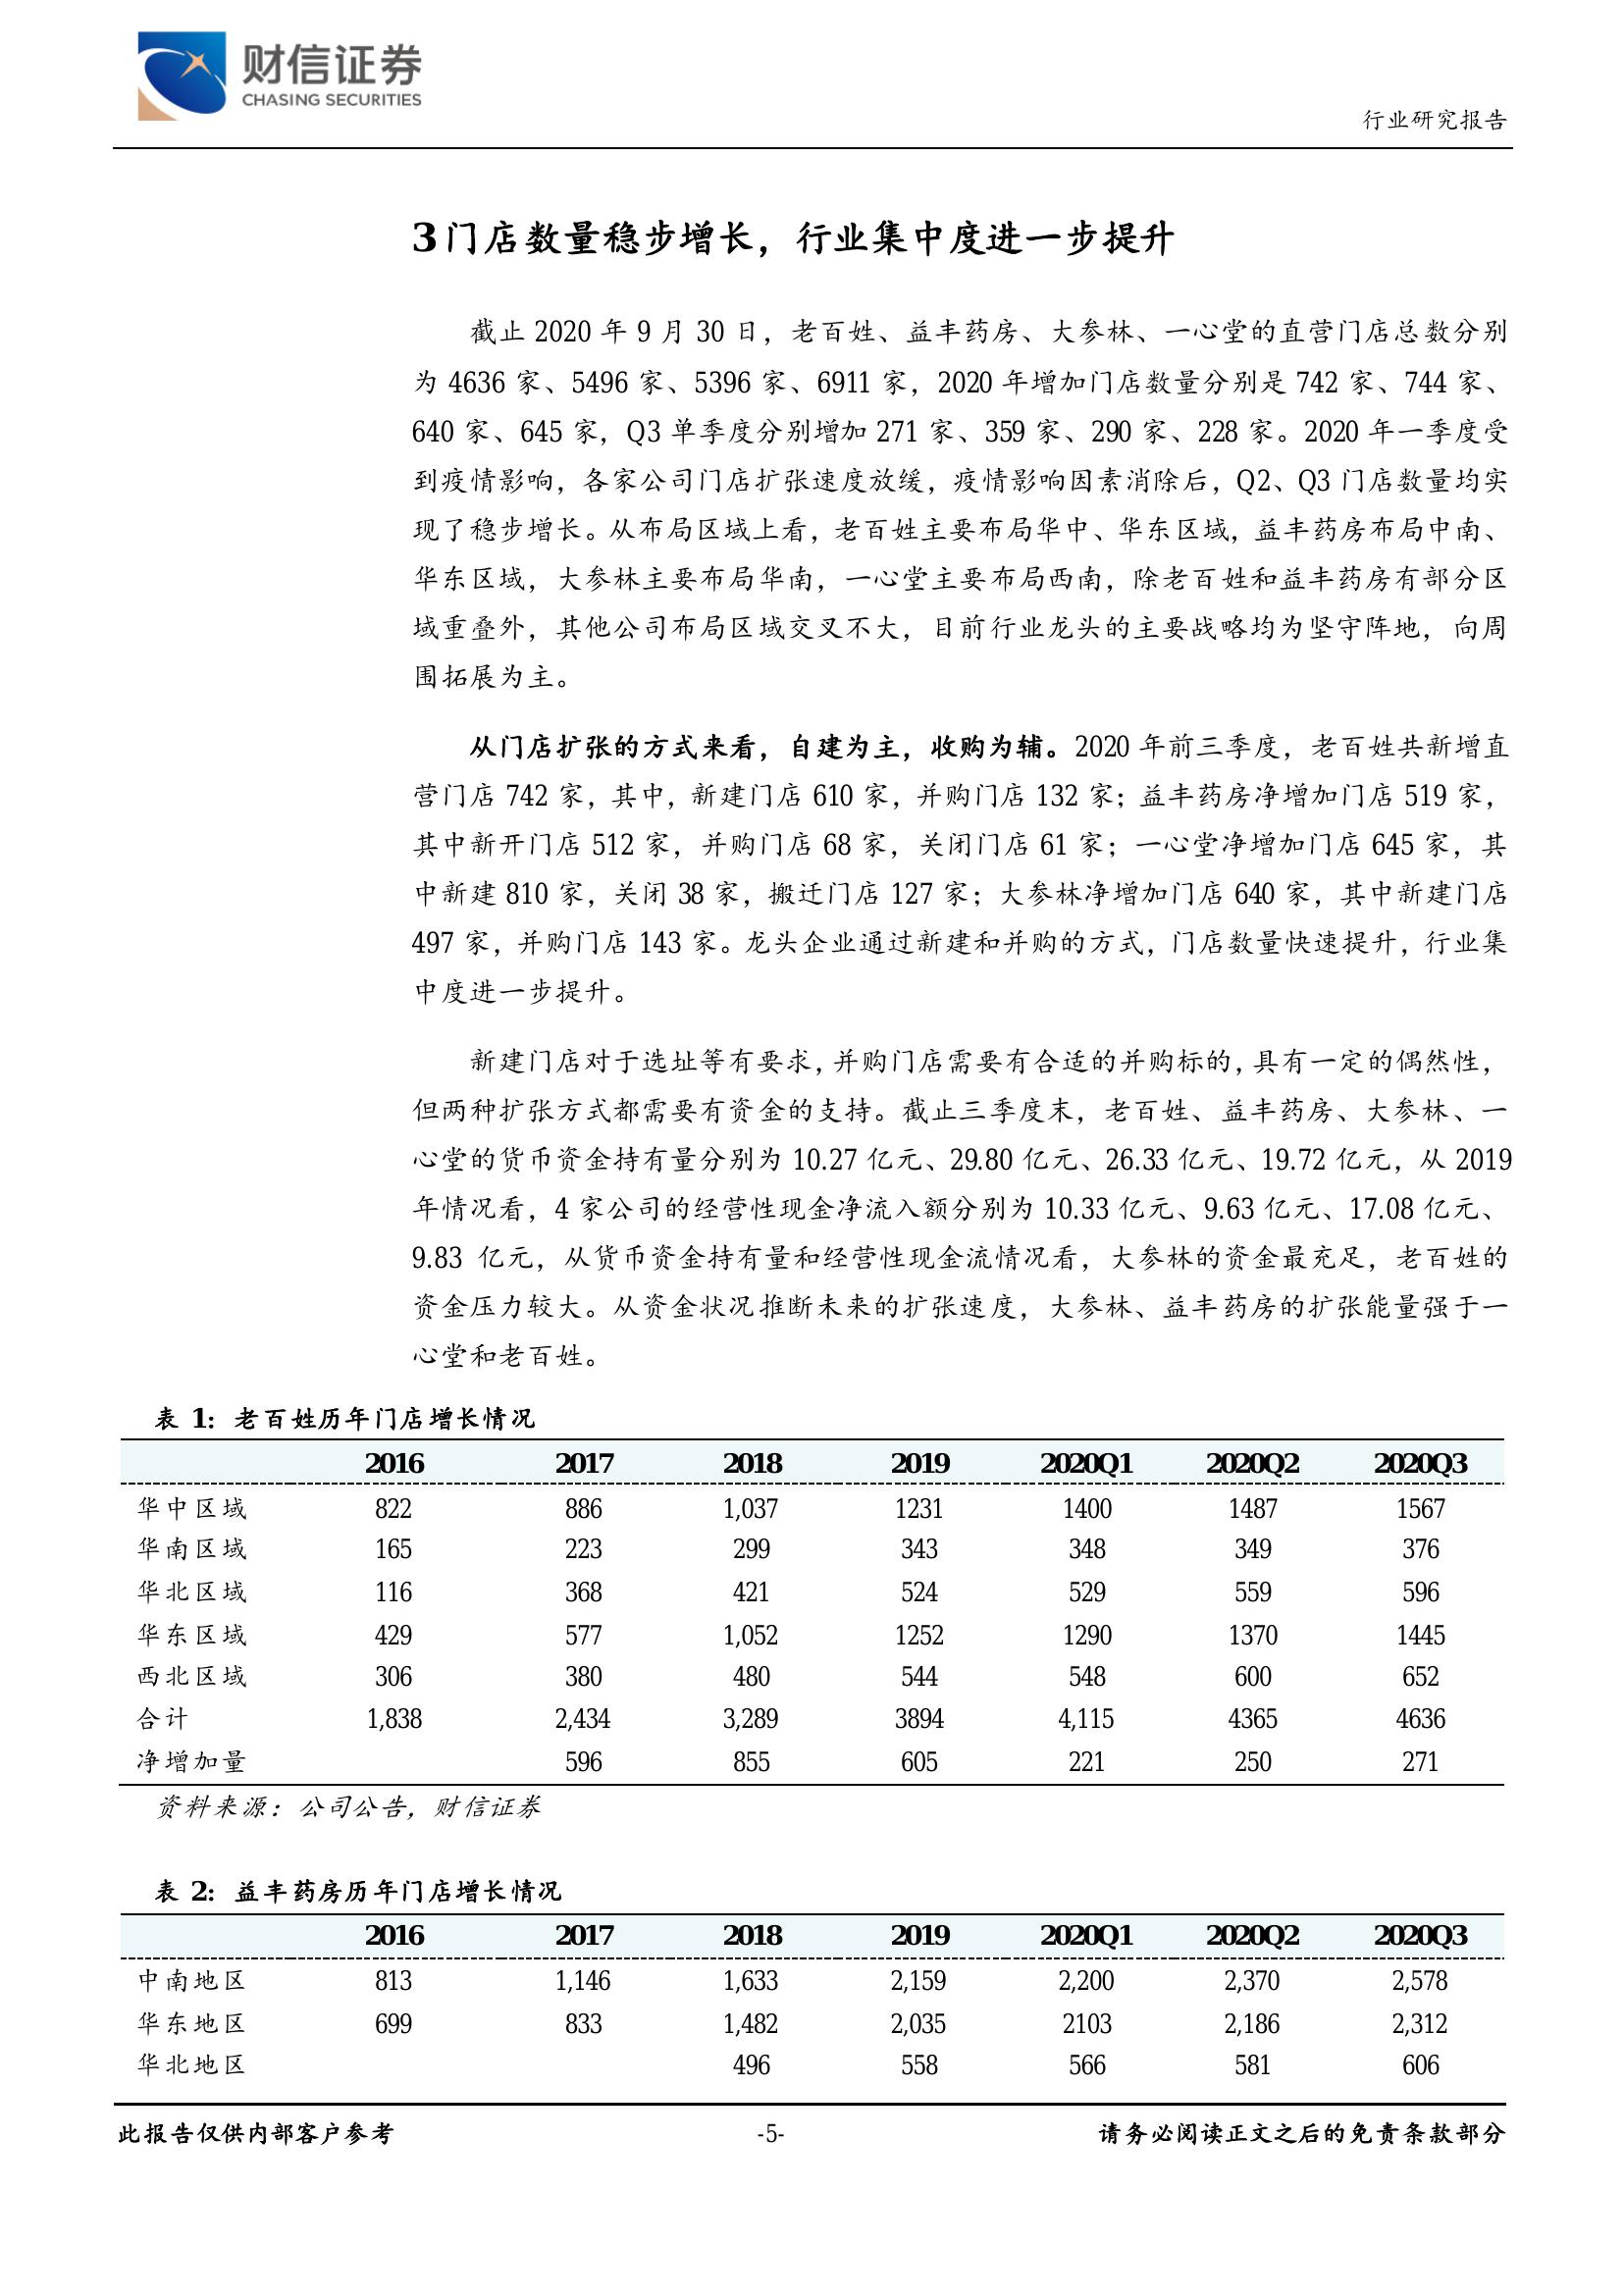 财信证券
CHASING SECURITIES
行业研究报告
3 门店数量稳步增长，行业集中度进一步提升
截止 2020 年 9 月 30 日，老百姓、益丰药房、大参林、一心堂的直营门店总数分别
为 4636 家、5496 家、5396 家、6911 家，2020 年增加门店数量分别是 742 家、744 家、
640 家、645 家，Q3 单季度分别增加 271 家、359 家、290 家、228 家。2020 年一季度受
到疫情影响，各家公司门店扩张速度放缓，疫情影响因素消除后，Q2、Q3 门店数量均实
现了稳步增长。从布局区域上看，老百姓主要布局华中、华东区域，益丰药房布局中南、
华东区域，大参林主要布局华南，一心堂主要布局西南，除老百姓和益丰药房有部分区
域重叠外，其他公司布局区域交叉不大，目前行业龙头的主要战略均为坚守阵地，向周
围拓展为主。
从门店扩张的方式来看，自建为主，收购为辅。2020 年前三季度，老百姓共新增直
营门店 742 家，其中，新建门店 610 家，并购门店 132 家；益丰药房净增加门店 519 家，
其中新开门店 512 家，并购门店 68 家，关闭门店 61 家；一心堂净增加门店 645 家，其
中新建 810 家，关闭 38 家，搬迁门店 127 家；大参林净增加门店 640 家，其中新建门店
497 家，并购门店 143 家。龙头企业通过新建和并购的方式，门店数量快速提升，行业集
中度进一步提升。
新建门店对于选址等有要求，并购门店需要有合适的并购标的，具有一定的偶然性，
但两种扩张方式都需要有资金的支持。截止三季度末，老百姓、益丰药房、大参林、一
心堂的货币资金持有量分别为 10.27 亿元、29.80 亿元、26.33 亿元、19.72 亿元，从 2019
年情况看，4 家公司的经营性现金净流入额分别为 10.33 亿元、9.63 亿元、17.08 亿元、
9.83 亿元，从货币资金持有量和经营性现金流情况看，大参林的资金最充足，老百姓的
资金压力较大。从资金状况推断未来的扩张速度，大参林、益丰药房的扩张能量强于一
心堂和老百姓。
表 1：老百姓历年门店增长情况
2016 2017 2018 2019 2020Q1 2020Q2 2020Q3
华中区域 822 886 1,037 1231 1400 1487 1567
华南区域 165 223 299 343 348 349 376
华北区域 116 368 421 524 529 559 596
华东区域 429 577 1,052 1252 1290 1370 1445
西北区域 306 380 480 544 548 600 652
合计 1,838 2,434 3,289 3894 4,115 4365 4636
净增加量 596 855 605 221 250 271
资料来源：公司公告，财信证券
表 2：益丰药房历年门店增长情况
2016 2017 2018 2019 2020Q1 2020Q2 2020Q3
中南地区 813 1,146 1,633 2,159 2,200 2,370 2,578
华东地区 699 833 1,482 2,035 2103 2,186 2,312
华北地区 496 558 566 581 606
此报告仅供内部客户参考 -5- 请务必阅读正文之后的免责条款部分